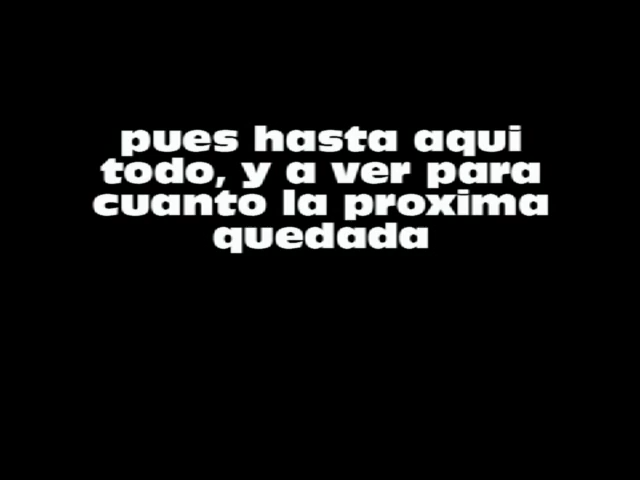 pues hasta aqui
todo, y a ver para
cuanto la proxima
quedada